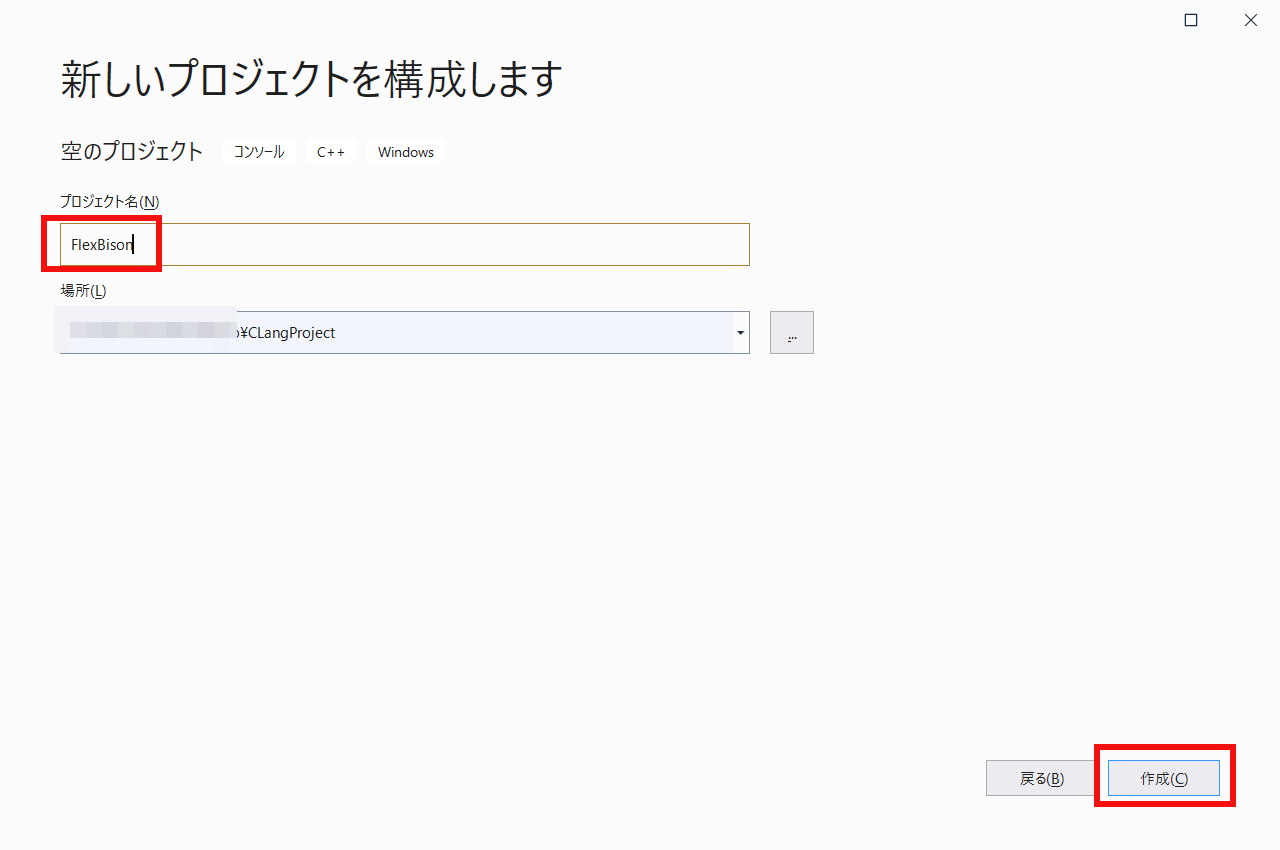 新しいプロジェクトを構成します
空のプロジェクト コンソール C++ Windows
プロジェクト名(N)
FlexBison
場所(L)
¥CLangProject
...
戻る(B) 作成(C)